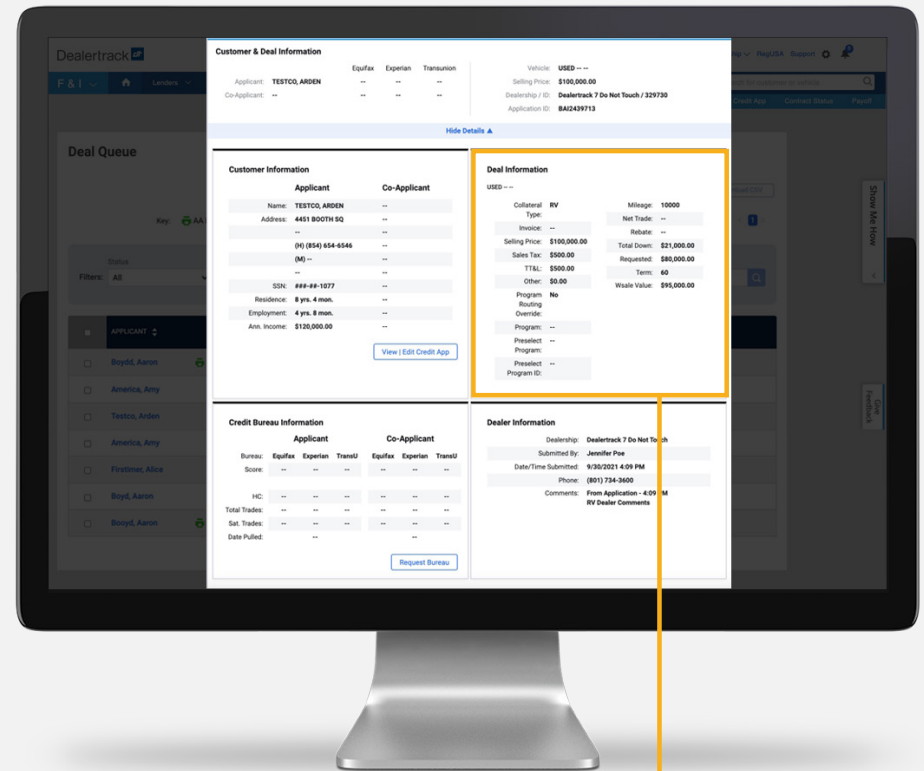 Dealertrack
RegUSA Support
F & I
Lenders
Credit App Contract Status Payoff
Deal Queue
Key:
Status
Filters: All
APPLICANT
Boydd, Aaron
America, Amy
Testco, Arden
America, Amy
Firstimer, Alice
Boyd, Aaron
Booyd, Aaron
Customer & Deal Information
Equifax Experian Transunion
Applicant: TESTCO, ARDEN -- -- --
Co-Applicant: -- -- -- --
Vehicle: USED -- --
Selling Price: $100,000.00
Dealership / ID: Dealertrack 7 Do Not Touch / 329730
Application ID: BAI2439713
Hide Details ▲
Customer Information
Applicant Co-Applicant
Name: TESTCO, ARDEN --
Address: 4451 BOOTH SQ --
-- --
(H) (854) 654-6546 --
(M) -- --
-- --
SSN: ###-##-1077 --
Residence: 8 yrs. 4 mon. --
Employment: 4 yrs. 8 mon. --
Ann. Income: $120,000.00 --
View | Edit Credit App
Deal Information
USED -- --
Collateral RV
Type:
Invoice: --
Selling Price: $100,000.00
Sales Tax: $500.00
TT&L: $500.00
Other: $0.00
Program No
Routing
Override:
Program: --
Preselect --
Program:
Preselect --
Program ID:
Mileage: 10000
Net Trade: --
Rebate: --
Total Down: $21,000.00
Requested: $80,000.00
Term: 60
Wsale Value: $95,000.00
Credit Bureau Information
Applicant Co-Applicant
Bureau: Equifax Experian TransU Equifax Experian TransU
Score: -- -- -- -- -- --
HC: -- -- -- -- -- --
Total Trades: -- -- -- -- -- --
Sat. Trades: -- -- -- -- -- --
Date Pulled: -- --
Request Bureau
Dealer Information
Dealership: Dealertrack 7 Do Not Touch
Submitted By: Jennifer Poe
Date/Time Submitted: 9/30/2021 4:09 PM
Phone: (801) 734-3600
Comments: From Application - 4:09 PM
RV Dealer Comments
Show Me How
Give
Feedback